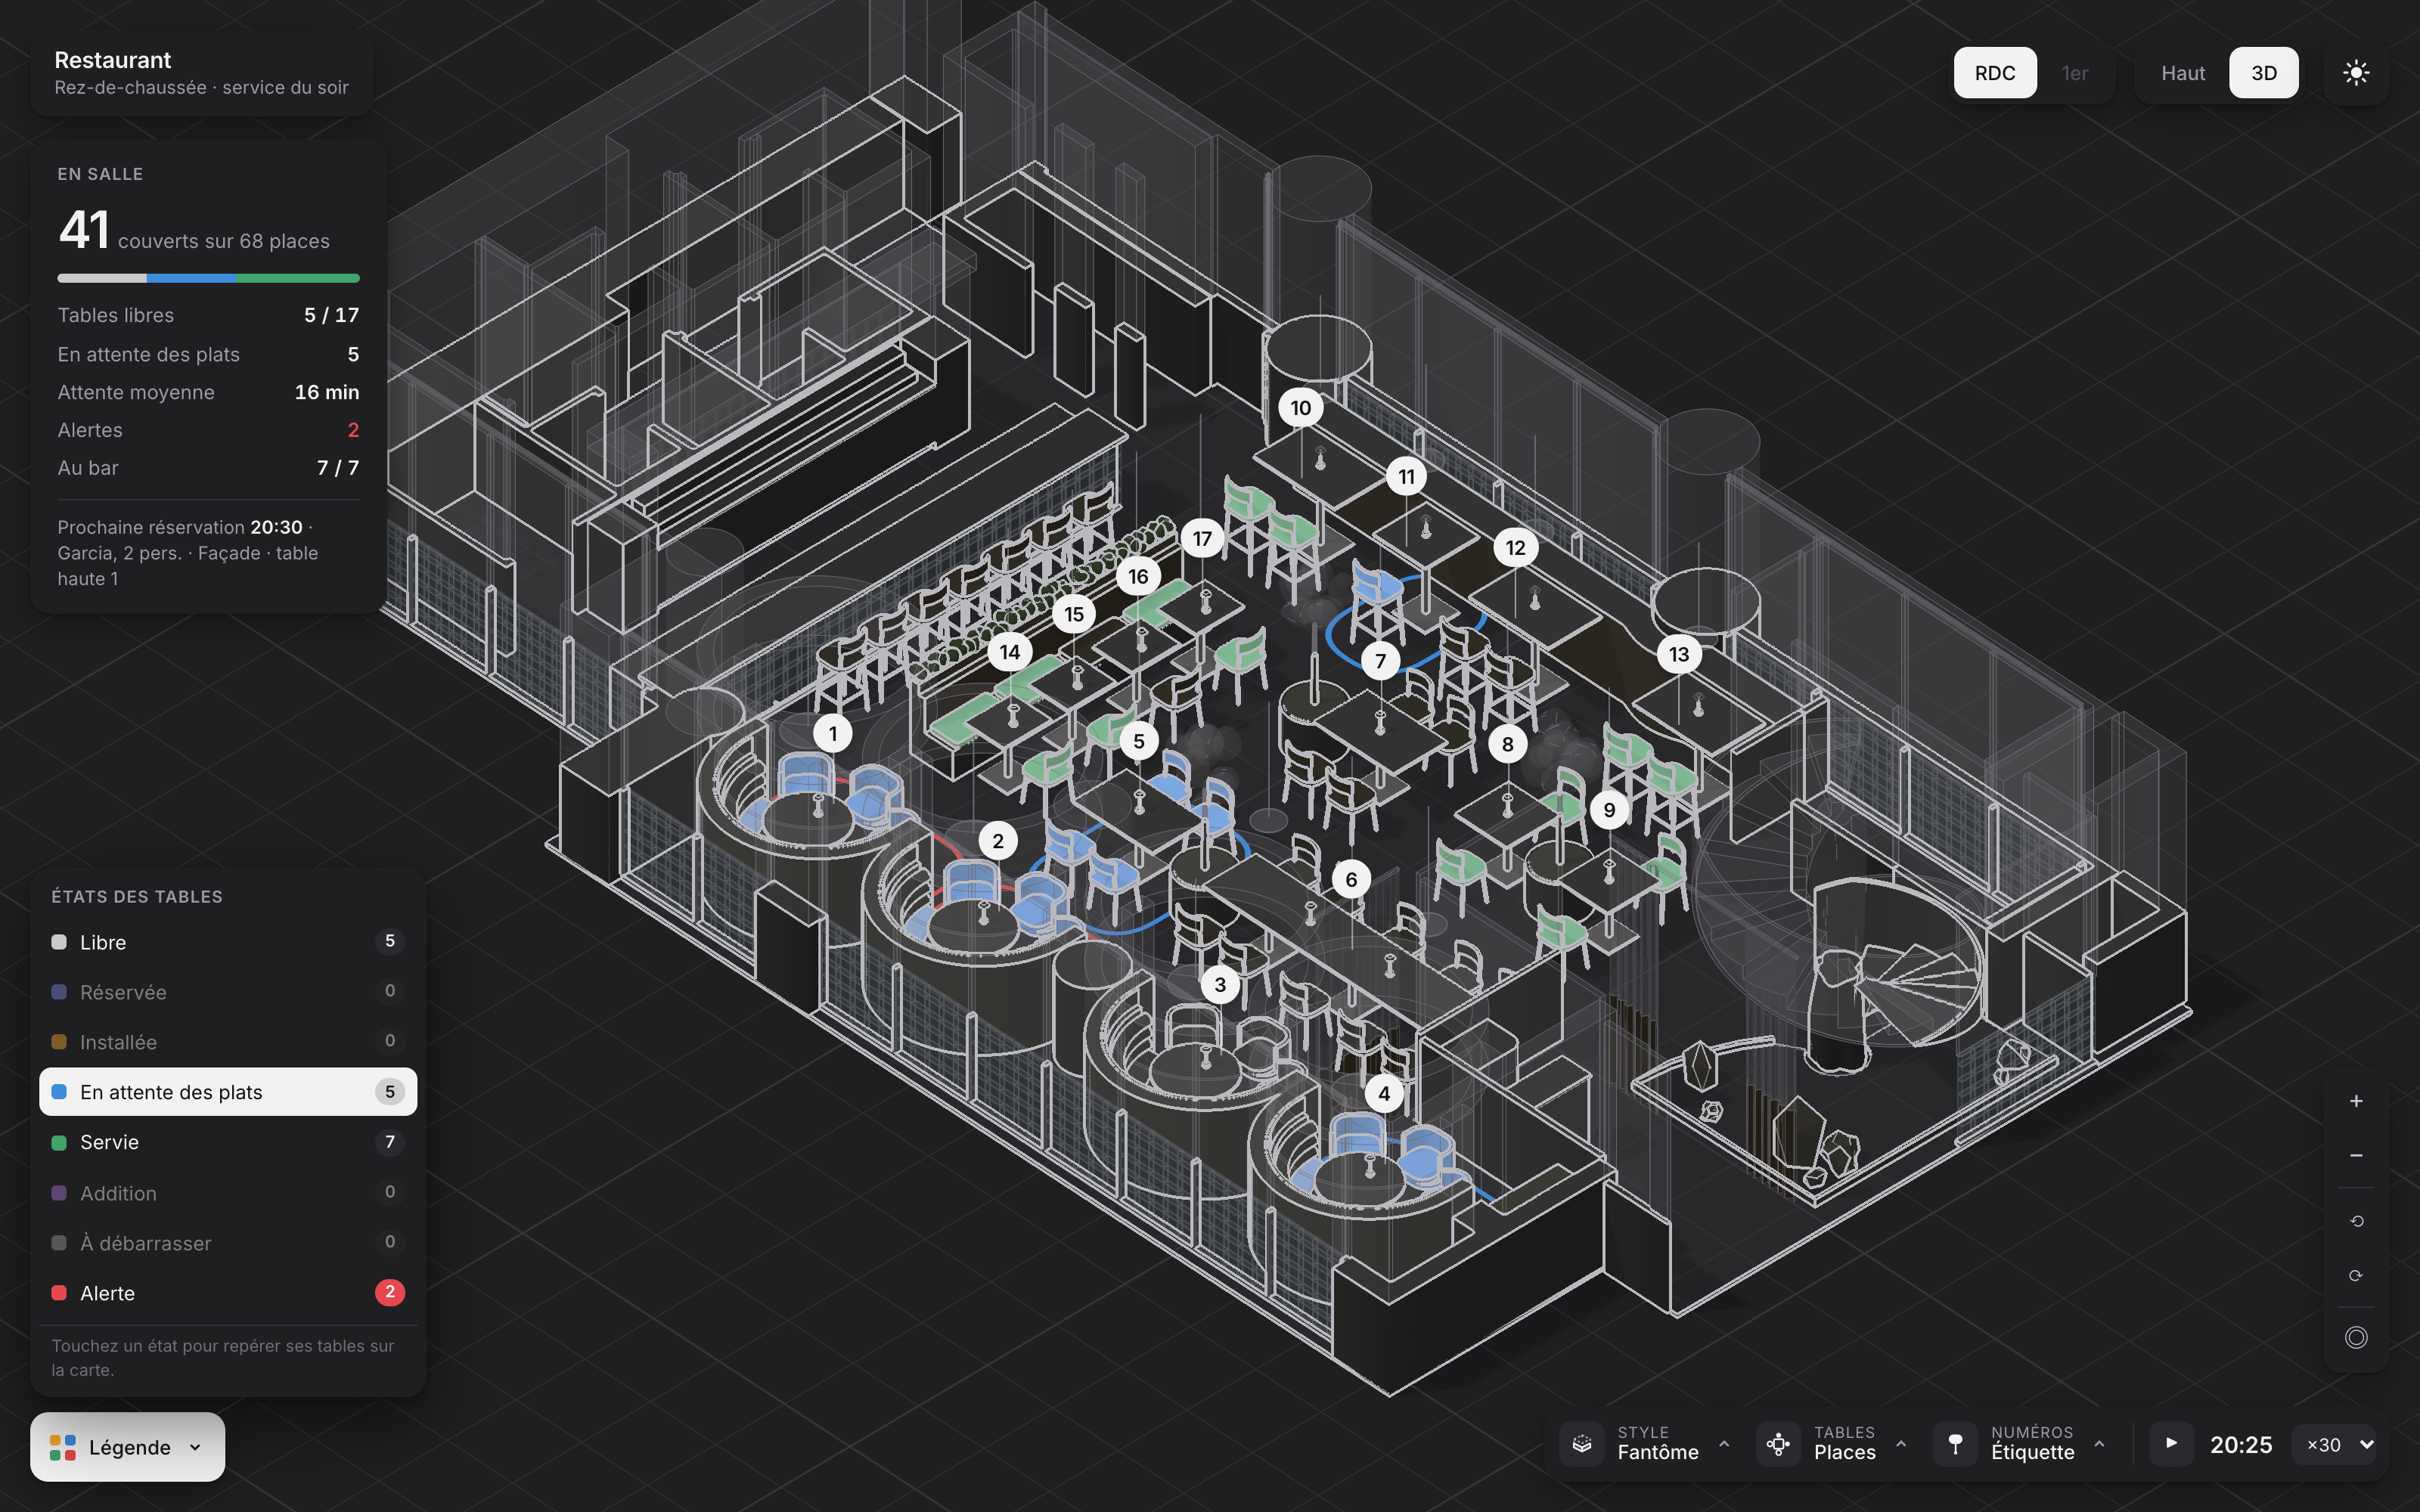 Restaurant
Rez-de-chaussée · service du soir
RDC
1er
Haut
3D
EN SALLE
41 couverts sur 68 places
Tables libres 5 / 17
En attente des plats 5
Attente moyenne 16 min
Alertes 2
Au bar 7 / 7
Prochaine réservation 20:30 ·
Garcia, 2 pers. · Façade · table
haute 1
10
11
12
17
16
15
14
13
7
1
5
8
9
2
6
3
4
ÉTATS DES TABLES
Libre 5
Réservée 0
Installée 0
En attente des plats 5
Servie 7
Addition 0
À débarrasser 0
Alerte 2
Touchez un état pour repérer ses tables sur
la carte.
Légende
STYLE
Fantôme
TABLES
Places
NUMÉROS
Étiquette
20:25
×30